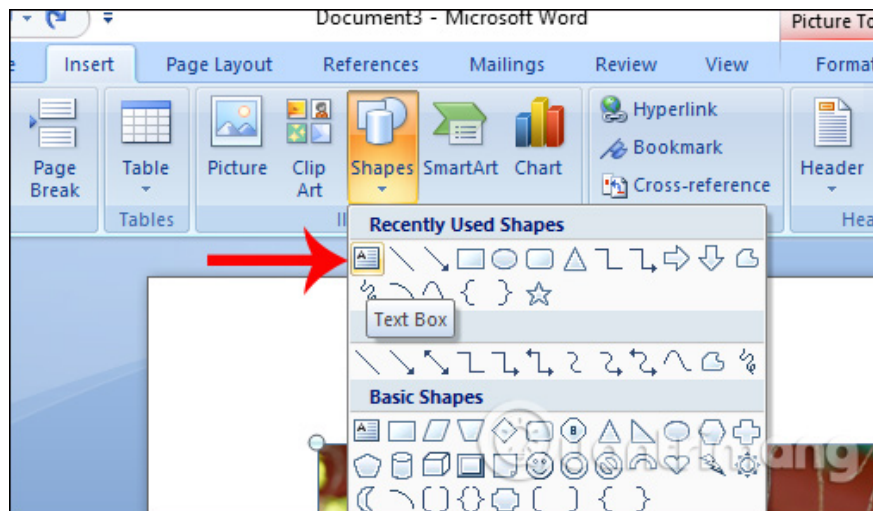 Document3 - Microsoft Word
Picture To
Insert Page Layout References Mailings Review View Format
Page Break
Table
Picture
Clip Art
Shapes
SmartArt
Chart
Hyperlink
Bookmark
Cross-reference
Header
Tables
Hea
Recently Used Shapes
Text Box
Basic Shapes